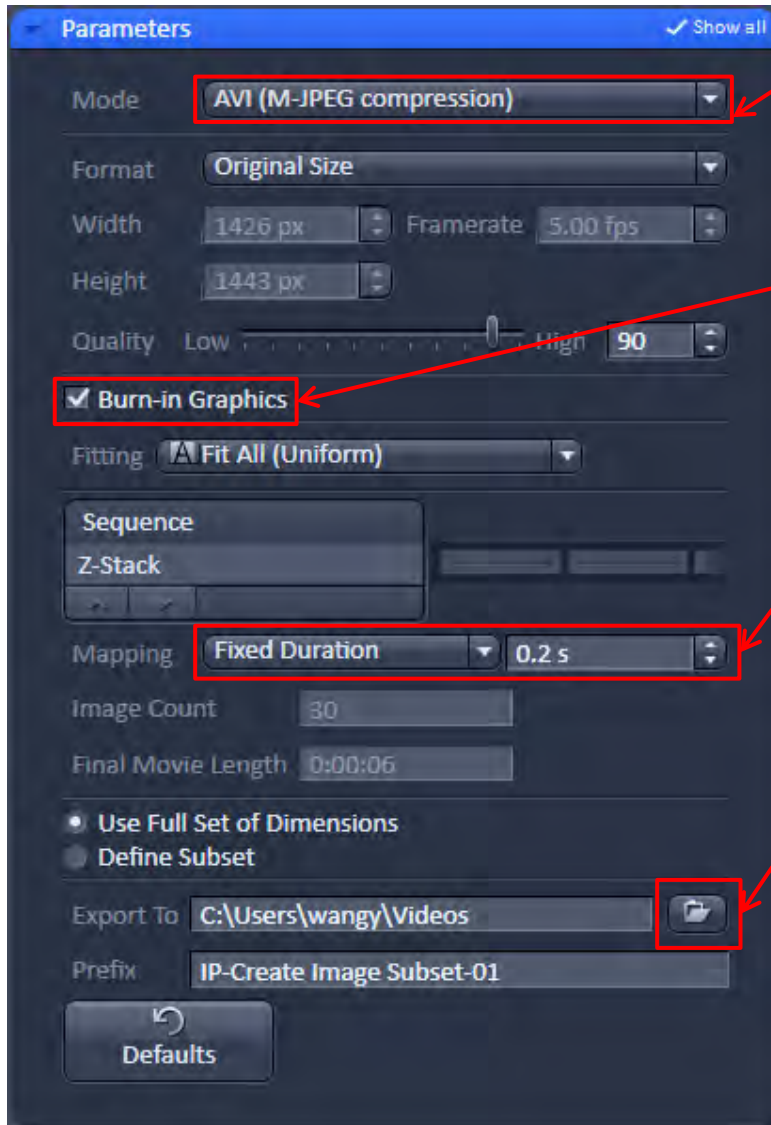 Parameters Show all
Mode AVI (M-JPEG compression)
Format Original Size
Width 1426 px Framerate 5.00 fps
Height 1443 px
Quality Low High 90
Burn-in Graphics
Fitting A Fit All (Uniform)
Sequence
Z-Stack
Mapping Fixed Duration 0.2 s
Image Count 30
Final Movie Length 0:00:06
Use Full Set of Dimensions
Define Subset
Export To C:\Users\wangy\Videos
Prefix IP-Create Image Subset-01
Defaults